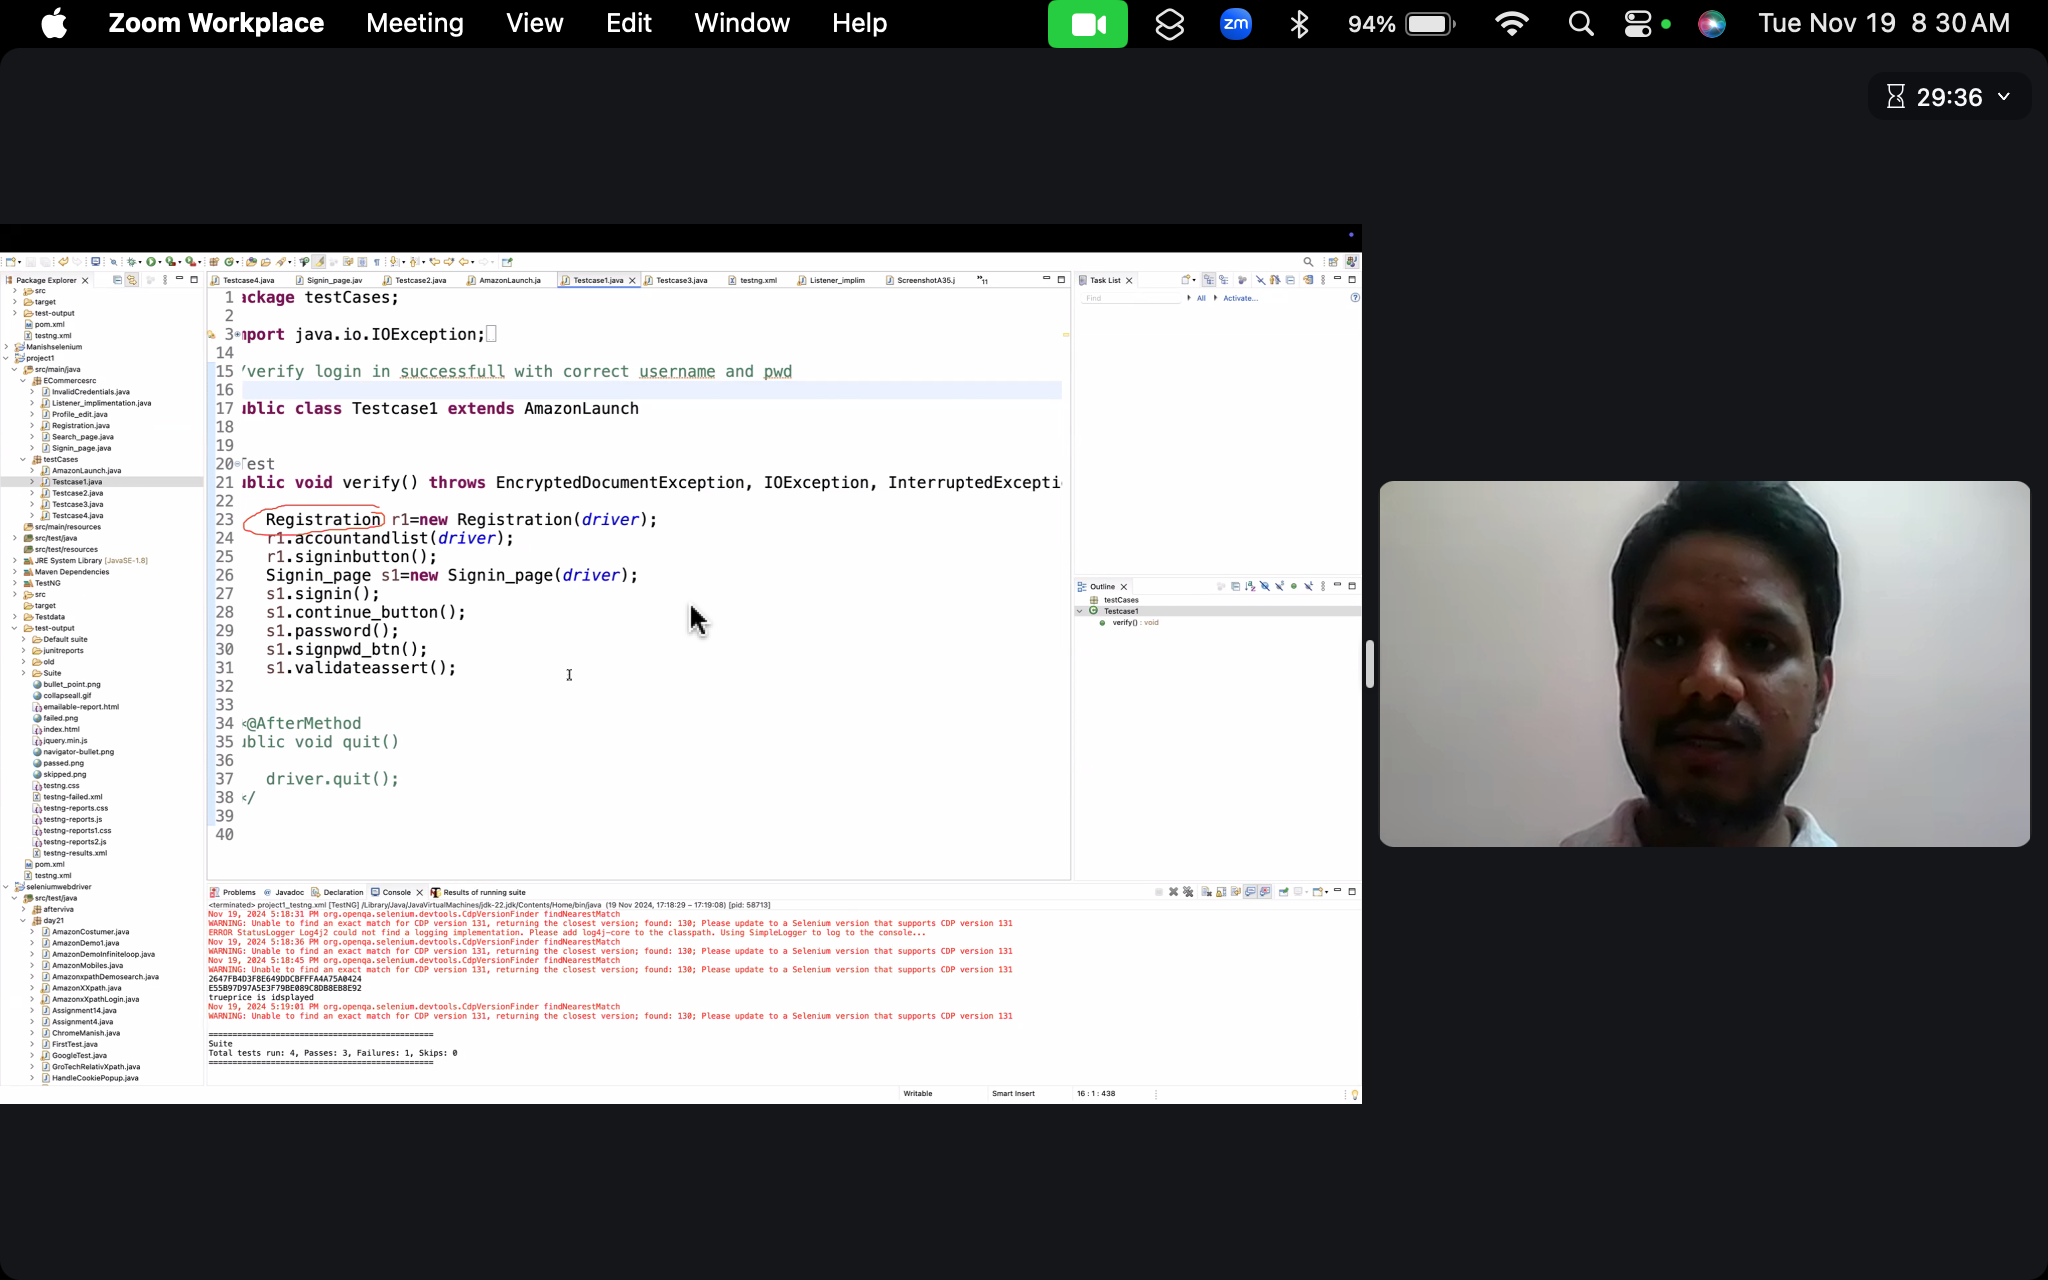 Zoom Workplace Meeting View Edit Window Help zm 94% Tue Nov 19 8 30 AM
29:36
Package Explorer
src
target
test-output
pom.xml
testng.xml
Manishselenium
project1
src/main/java
ECommercesrc
InvalidCredentials.java
Listener_implimentation.java
Profile_edit.java
Registration.java
Search_page.java
Signin_page.java
testCases
AmazonLaunch.java
Testcase1.java
Testcase2.java
Testcase3.java
Testcase4.java
src/main/resources
src/test/java
src/test/resources
JRE System Library [JavaSE-1.8]
Maven Dependencies
TestNG
src
target
Testdata
test-output
Default suite
junitreports
old
Suite
bullet_point.png
collapseall.gif
emailable-report.html
failed.png
index.html
jquery.min.js
navigator-bullet.png
passed.png
skipped.png
testng.css
testng-failed.xml
testng-reports.css
testng-reports.js
testng-reports1.css
testng-reports2.js
testng-results.xml
pom.xml
testng.xml
seleniumwebdriver
src/test/java
afterviva
day21
AmazonCostumer.java
AmazonDemo1.java
AmazonDemoInfiniteloop.java
AmazonMobiles.java
AmazonxpathDemosearch.java
AmazonXXpath.java
AmazonxXpathLogin.java
Assignment14.java
Assignment4.java
ChromeManish.java
FirstTest.java
GoogleTest.java
GroTechRelativXpath.java
HandleCookiePopup.java
Testcase4.java Signin_page.jav Testcase2.java AmazonLaunch.ja Testcase1.java Testcase3.java testng.xml Listener_implim ScreenshotA35.j »11
1 ackage testCases;
2
3 mport java.io.IOException;
14
15 /verify login in successfull with correct username and pwd
16
17 ublic class Testcase1 extends AmazonLaunch
18
19
20 Test
21 ublic void verify() throws EncryptedDocumentException, IOException, InterruptedExcepti
22
23 Registration r1=new Registration(driver);
24 r1.accountandlist(driver);
25 r1.signinbutton();
26 Signin_page s1=new Signin_page(driver);
27 s1.signin();
28 s1.continue_button();
29 s1.password();
30 s1.signpwd_btn();
31 s1.validateassert();
32
33
34 <@AfterMethod
35 ublic void quit()
36
37 driver.quit();
38 </
39
40
Task List
Find All Activate...
Outline
testCases
Testcase1
verify() : void
Problems @ Javadoc Declaration Console Results of running suite
<terminated> project1_testng.xml [TestNG] /Library/Java/JavaVirtualMachines/jdk-22.jdk/Contents/Home/bin/java (19 Nov 2024, 17:18:29 – 17:19:08) [pid: 58713]
Nov 19, 2024 5:18:31 PM org.openqa.selenium.devtools.CdpVersionFinder findNearestMatch
WARNING: Unable to find an exact match for CDP version 131, returning the closest version; found: 130; Please update to a Selenium version that supports CDP version 131
ERROR StatusLogger Log4j2 could not find a logging implementation. Please add log4j-core to the classpath. Using SimpleLogger to log to the console...
Nov 19, 2024 5:18:36 PM org.openqa.selenium.devtools.CdpVersionFinder findNearestMatch
WARNING: Unable to find an exact match for CDP version 131, returning the closest version; found: 130; Please update to a Selenium version that supports CDP version 131
Nov 19, 2024 5:18:45 PM org.openqa.selenium.devtools.CdpVersionFinder findNearestMatch
WARNING: Unable to find an exact match for CDP version 131, returning the closest version; found: 130; Please update to a Selenium version that supports CDP version 131
2647FB4D3F8E649DDCBFFFA4A75A0424
E55B97D97A5E3F79BE089C8DB8EB8E92
trueprice is idsplayed
Nov 19, 2024 5:19:01 PM org.openqa.selenium.devtools.CdpVersionFinder findNearestMatch
WARNING: Unable to find an exact match for CDP version 131, returning the closest version; found: 130; Please update to a Selenium version that supports CDP version 131
===============================================
Suite
Total tests run: 4, Passes: 3, Failures: 1, Skips: 0
===============================================
Writable Smart Insert 16 : 1 : 438